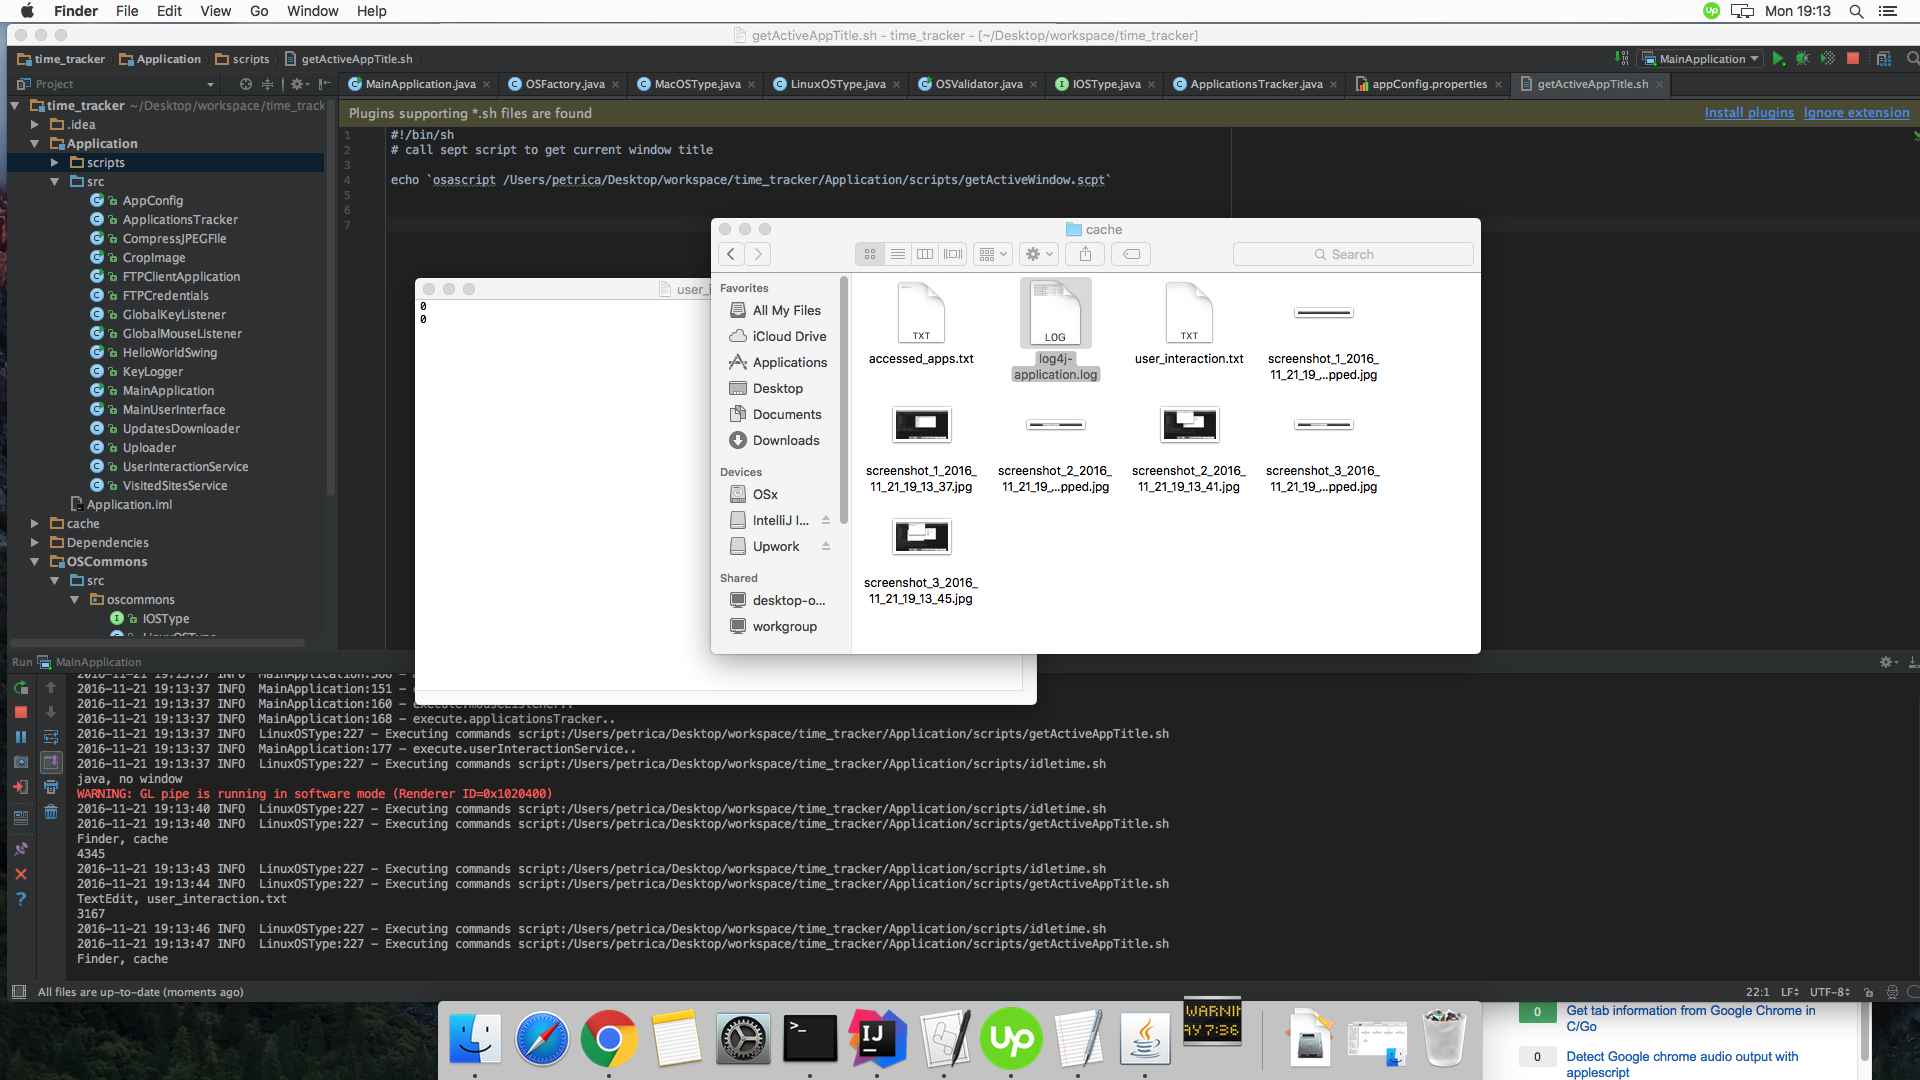 Finder File Edit View Go Window Help
Mon 19:13
getActiveAppTitle.sh - time_tracker - [~/Desktop/workspace/time_tracker]
time_tracker Application scripts getActiveAppTitle.sh
MainApplication
Project
MainApplication.java OSFactory.java MacOSType.java LinuxOSType.java OSValidator.java IOSType.java ApplicationsTracker.java appConfig.properties getActiveAppTitle.sh
time_tracker ~/Desktop/workspace/time_track
.idea
Application
scripts
src
AppConfig
ApplicationsTracker
CompressJPEGFIle
CropImage
FTPClientApplication
FTPCredentials
GlobalKeyListener
GlobalMouseListener
HelloWorldSwing
KeyLogger
MainApplication
MainUserInterface
UpdatesDownloader
Uploader
UserInteractionService
VisitedSitesService
Application.iml
cache
Dependencies
OSCommons
src
oscommons
IOSType
Plugins supporting *.sh files are found
Install plugins Ignore extension
1 #!/bin/sh
2 # call sept script to get current window title
3
4 echo `osascript /Users/petrica/Desktop/workspace/time_tracker/Application/scripts/getActiveWindow.scpt`
5
6
7
user_i
0
0
cache
Search
Favorites
All My Files
iCloud Drive
Applications
Desktop
Documents
Downloads
Devices
OSx
IntelliJ I...
Upwork
Shared
desktop-o...
workgroup
TXT
accessed_apps.txt
LOG
log4j-
application.log
TXT
user_interaction.txt
screenshot_1_2016_
11_21_19_...pped.jpg
screenshot_1_2016_
11_21_19_13_37.jpg
screenshot_2_2016_
11_21_19_...pped.jpg
screenshot_2_2016_
11_21_19_13_41.jpg
screenshot_3_2016_
11_21_19_...pped.jpg
screenshot_3_2016_
11_21_19_13_45.jpg
Run MainApplication
2016-11-21 19:13:37 INFO MainApplication:151 -
2016-11-21 19:13:37 INFO MainApplication:160 - execute.mouseListener..
2016-11-21 19:13:37 INFO MainApplication:168 - execute.applicationsTracker..
2016-11-21 19:13:37 INFO LinuxOSType:227 - Executing commands script:/Users/petrica/Desktop/workspace/time_tracker/Application/scripts/getActiveAppTitle.sh
2016-11-21 19:13:37 INFO MainApplication:177 - execute.userInteractionService..
2016-11-21 19:13:37 INFO LinuxOSType:227 - Executing commands script:/Users/petrica/Desktop/workspace/time_tracker/Application/scripts/idletime.sh
java, no window
WARNING: GL pipe is running in software mode (Renderer ID=0x1020400)
2016-11-21 19:13:40 INFO LinuxOSType:227 - Executing commands script:/Users/petrica/Desktop/workspace/time_tracker/Application/scripts/idletime.sh
2016-11-21 19:13:40 INFO LinuxOSType:227 - Executing commands script:/Users/petrica/Desktop/workspace/time_tracker/Application/scripts/getActiveAppTitle.sh
Finder, cache
4345
2016-11-21 19:13:43 INFO LinuxOSType:227 - Executing commands script:/Users/petrica/Desktop/workspace/time_tracker/Application/scripts/idletime.sh
2016-11-21 19:13:44 INFO LinuxOSType:227 - Executing commands script:/Users/petrica/Desktop/workspace/time_tracker/Application/scripts/getActiveAppTitle.sh
TextEdit, user_interaction.txt
3167
2016-11-21 19:13:46 INFO LinuxOSType:227 - Executing commands script:/Users/petrica/Desktop/workspace/time_tracker/Application/scripts/idletime.sh
2016-11-21 19:13:47 INFO LinuxOSType:227 - Executing commands script:/Users/petrica/Desktop/workspace/time_tracker/Application/scripts/getActiveAppTitle.sh
Finder, cache
All files are up-to-date (moments ago)
22:1 LF UTF-8
IJ
Up
WARNIN
AY 7:36
0 Get tab information from Google Chrome in
C/Go
0 Detect Google chrome audio output with
applescript